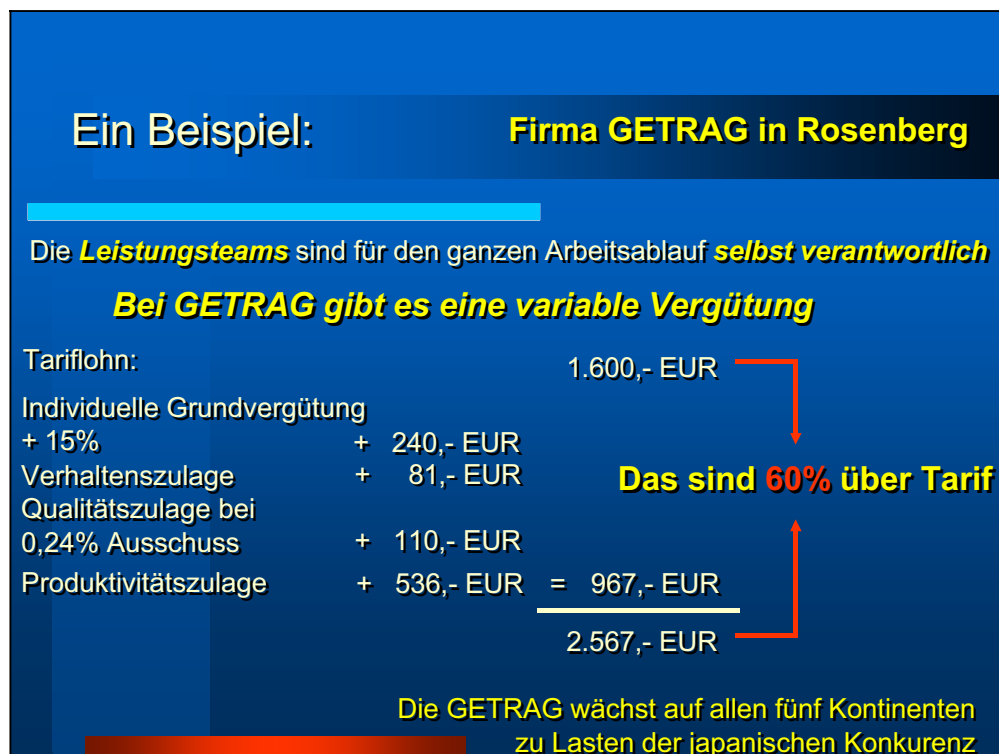 Ein Beispiel: Firma GETRAG in Rosenberg
Die Leistungsteams sind für den ganzen Arbeitsablauf selbst verantwortlich
Bei GETRAG gibt es eine variable Vergütung
Tariflohn: 1.600,- EUR
Individuelle Grundvergütung
+ 15% + 240,- EUR
Verhaltenszulage + 81,- EUR
Das sind 60% über Tarif
Qualitätszulage bei
0,24% Ausschuss + 110,- EUR
Produktivitätszulage + 536,- EUR = 967,- EUR
2.567,- EUR
Die GETRAG wächst auf allen fünf Kontinenten
zu Lasten der japanischen Konkurenz